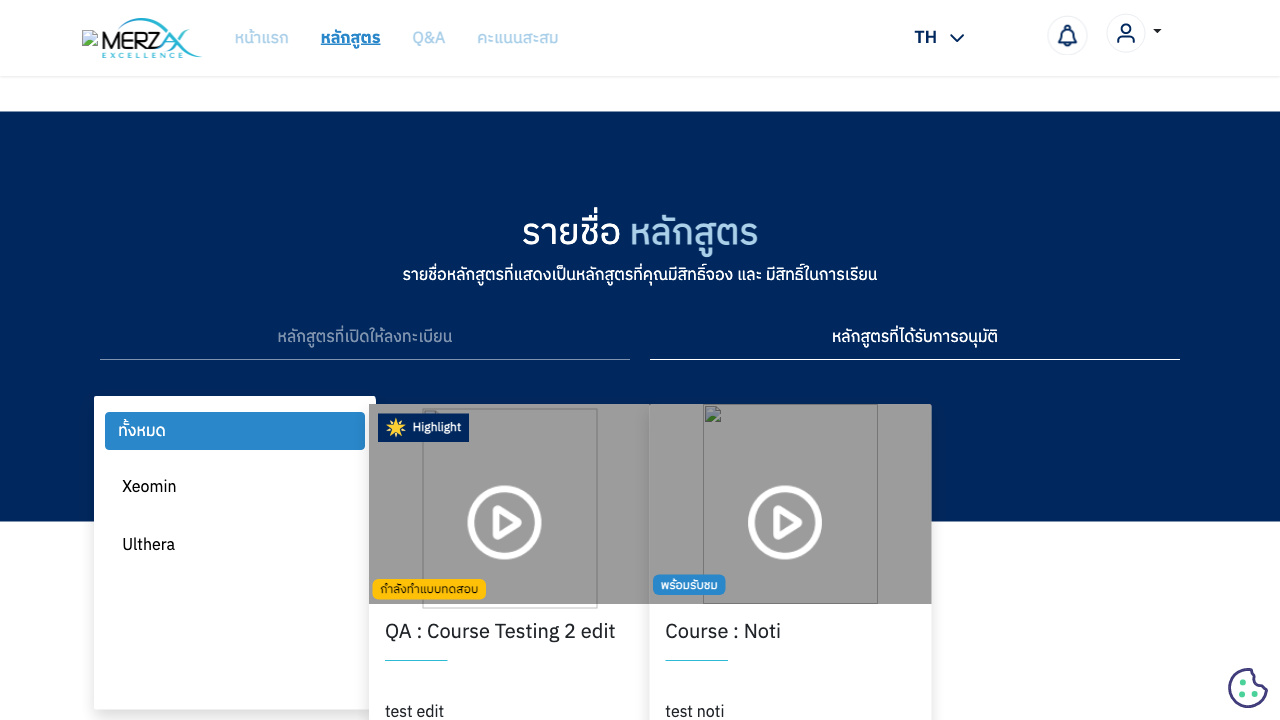 MERZ
EXCELLENCE
หน้าแรก
หลักสูตร
Q&A
คะแนนสะสม
TH
รายชื่อ หลักสูตร
รายชื่อหลักสูตรที่แสดงเป็นหลักสูตรที่คุณมีสิทธิ์จอง และ มีสิทธิ์ในการเรียน
หลักสูตรที่เปิดให้ลงทะเบียน
หลักสูตรที่ได้รับการอนุมัติ
ทั้งหมด
Xeomin
Ulthera
Highlight
กำลังทำแบบทดสอบ
QA : Course Testing 2 edit
test edit
พร้อมรับชม
Course : Noti
test noti